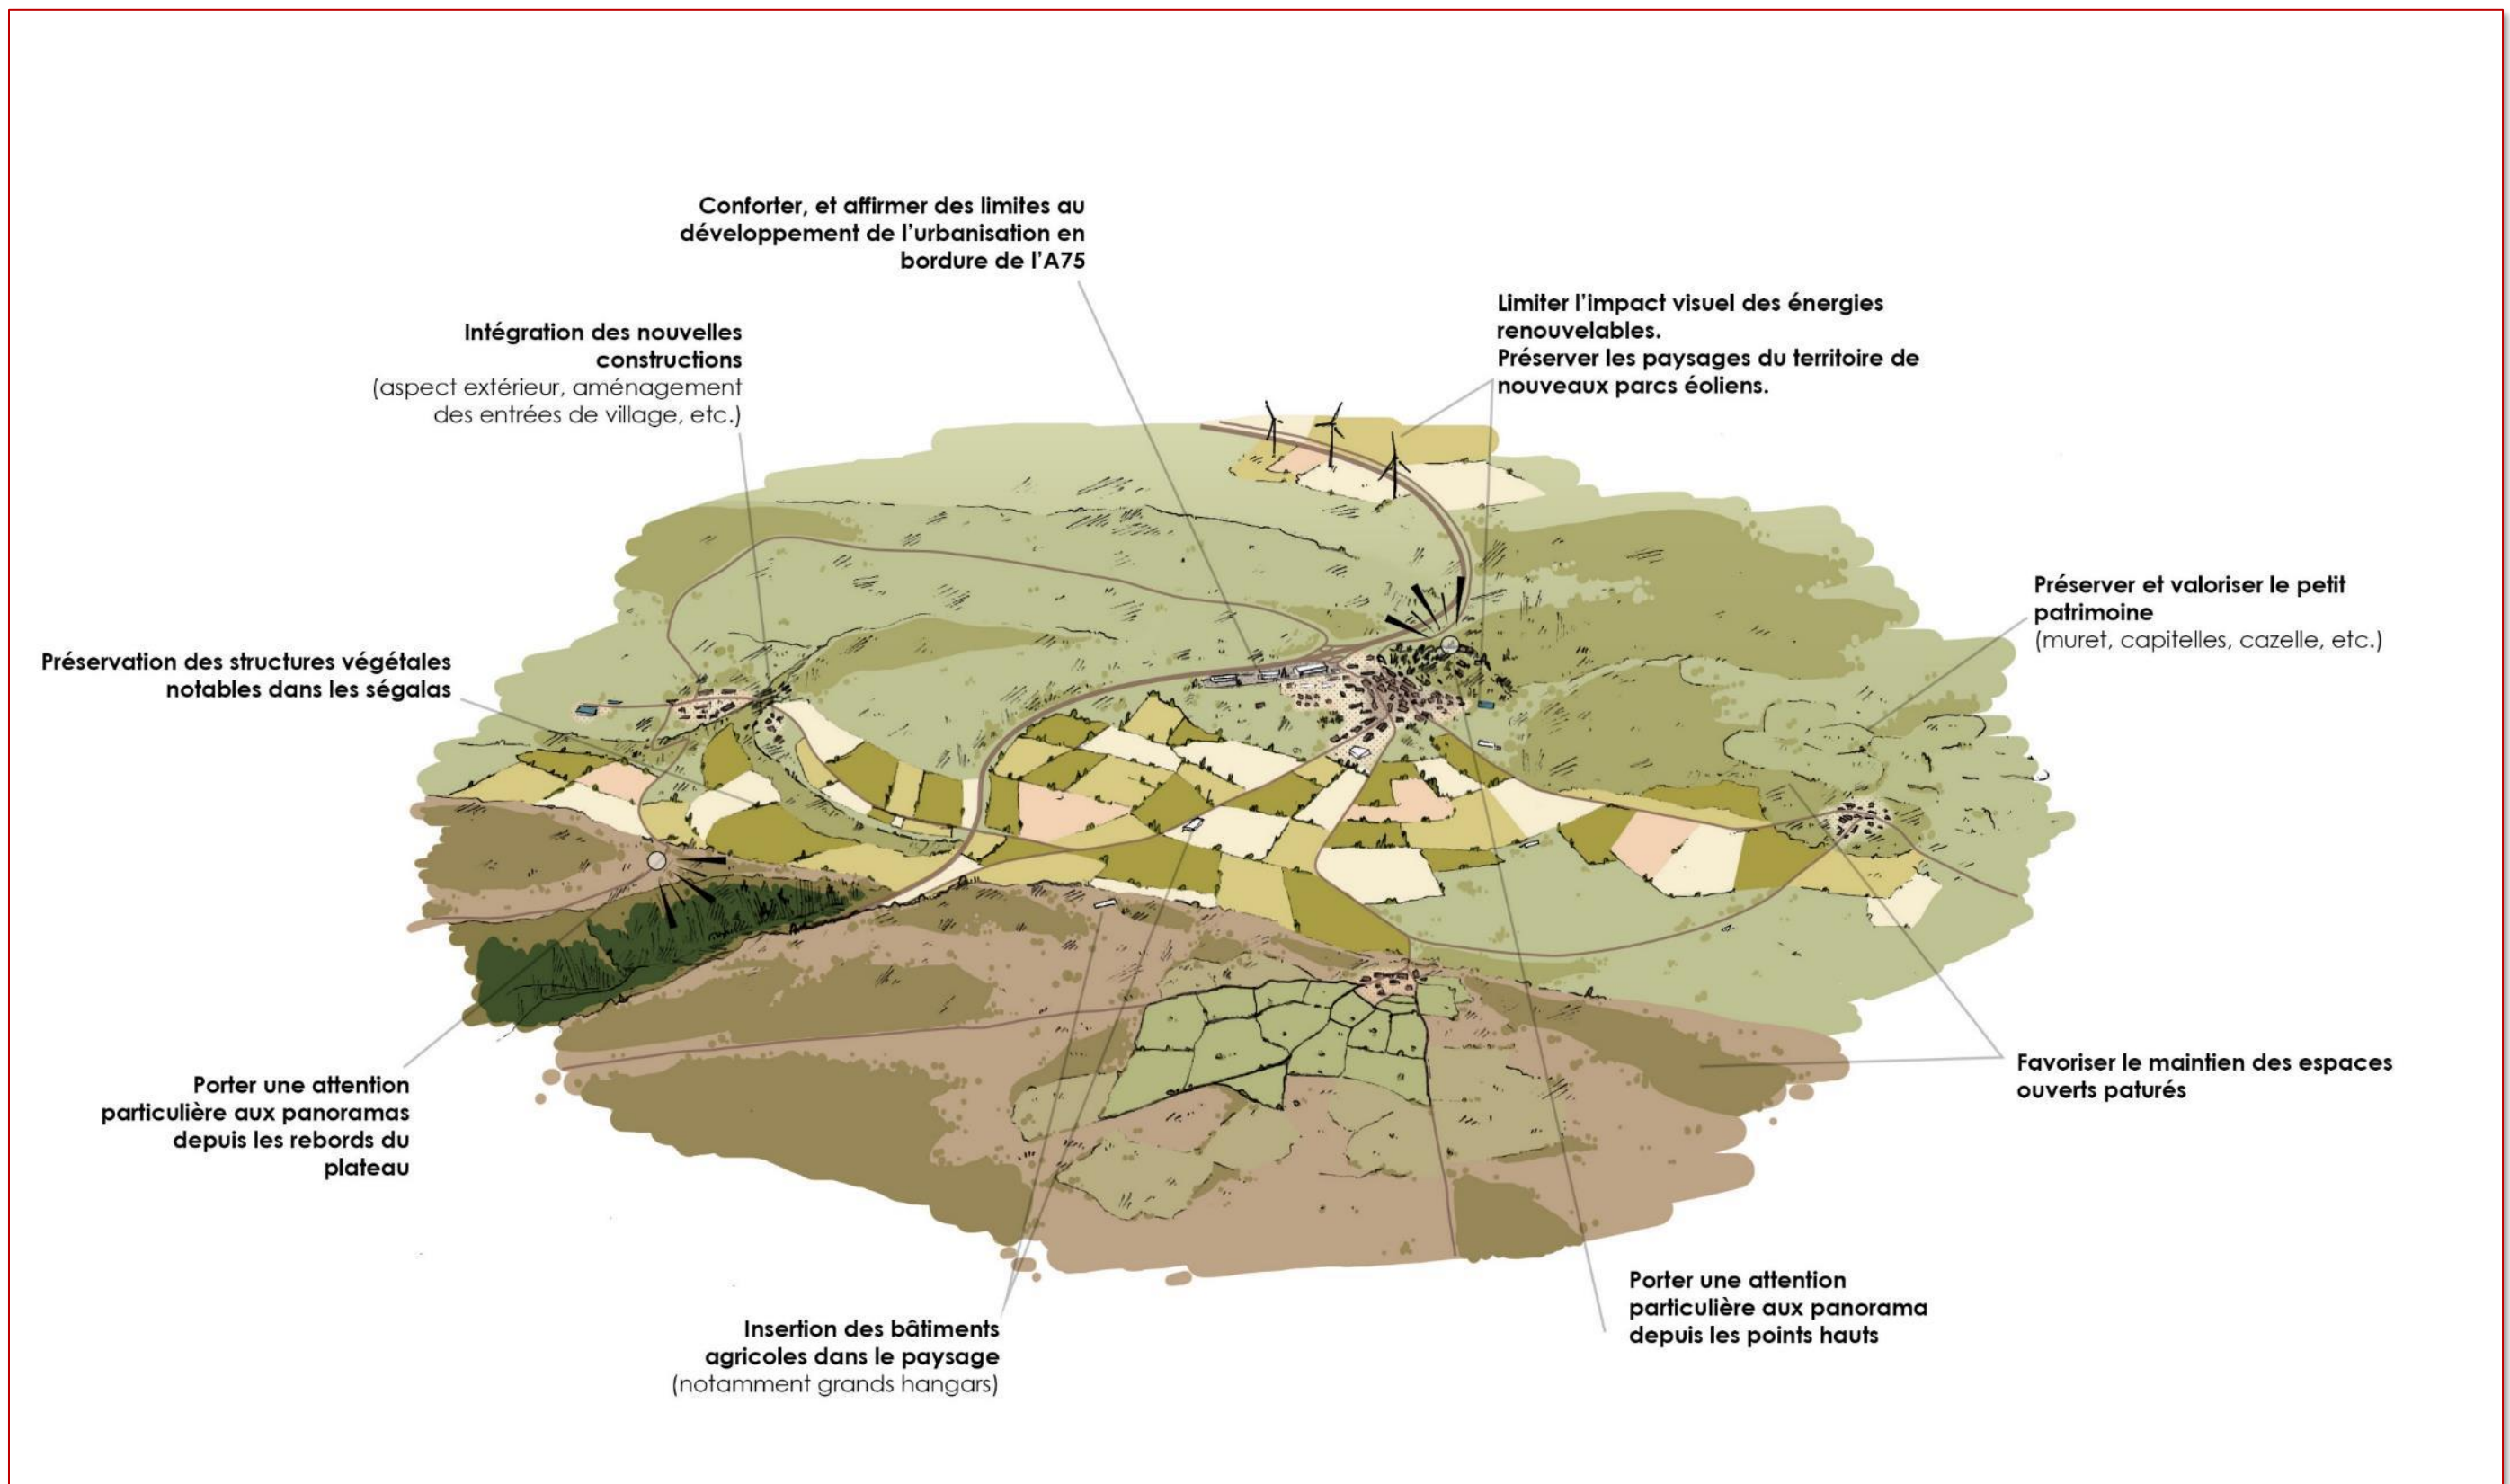 Conforter, et affirmer des limites au
développement de l'urbanisation en
bordure de l'A75
Limiter l'impact visuel des énergies
renouvelables.
Préserver les paysages du territoire de
nouveaux parcs éoliens.
Intégration des nouvelles
constructions
(aspect extérieur, aménagement
des entrées de village, etc.)
Préserver et valoriser le petit
patrimoine
(muret, capitelles, cazelle, etc.)
Préservation des structures végétales
notables dans les ségalas
Favoriser le maintien des espaces
ouverts paturés
Porter une attention
particulière aux panoramas
depuis les rebords du
plateau
Porter une attention
particulière aux panorama
depuis les points hauts
Insertion des bâtiments
agricoles dans le paysage
(notamment grands hangars)